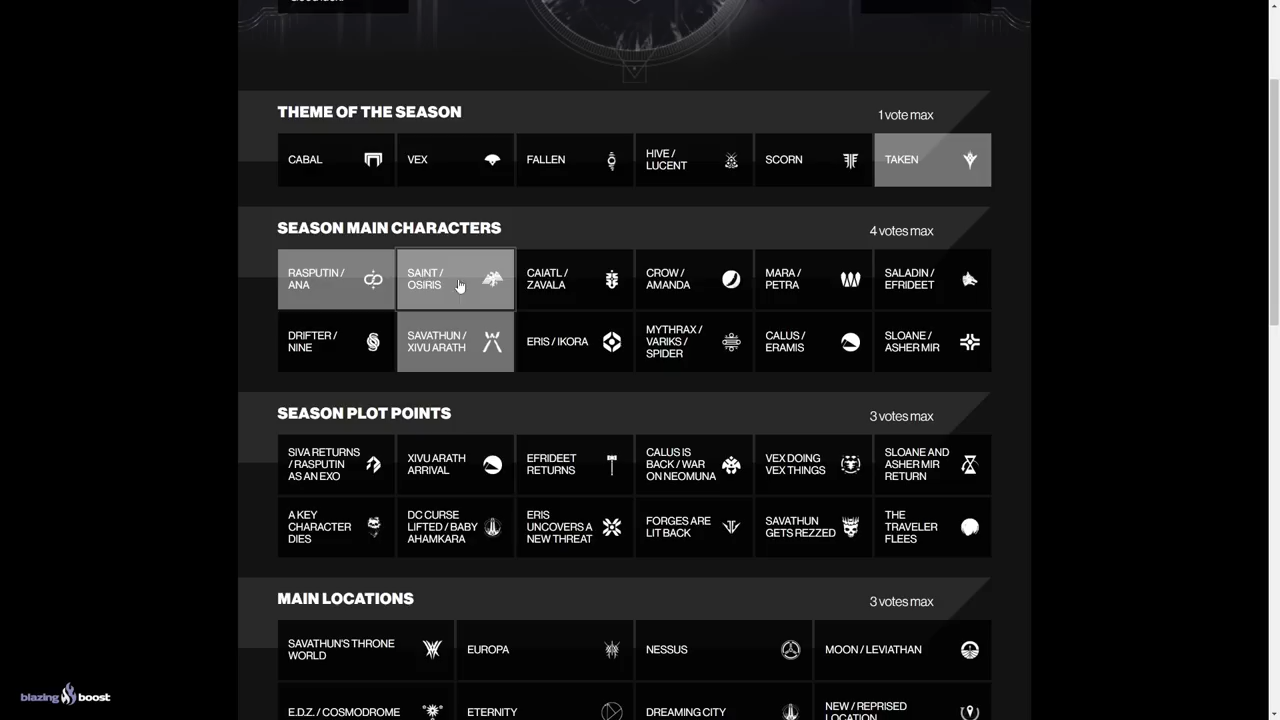 THEME OF THE SEASON
1 vote max
CABAL
VEX
FALLEN
HIVE /
LUCENT
SCORN
TAKEN
SEASON MAIN CHARACTERS
4 votes max
RASPUTIN /
ANA
SAINT /
OSIRIS
CAIATL /
ZAVALA
CROW /
AMANDA
MARA /
PETRA
SALADIN /
EFRIDEET
DRIFTER /
NINE
SAVATHUN /
XIVU ARATH
ERIS / IKORA
MYTHRAX /
VARIKS /
SPIDER
CALUS /
ERAMIS
SLOANE /
ASHER MIR
SEASON PLOT POINTS
3 votes max
SIVA RETURNS
/ RASPUTIN
AS AN EXO
XIVU ARATH
ARRIVAL
EFRIDEET
RETURNS
CALUS IS
BACK / WAR
ON NEOMUNA
VEX DOING
VEX THINGS
SLOANE AND
ASHER MIR
RETURN
A KEY
CHARACTER
DIES
DC CURSE
LIFTED / BABY
AHAMKARA
ERIS
UNCOVERS A
NEW THREAT
FORGES ARE
LIT BACK
SAVATHUN
GETS REZZED
THE
TRAVELER
FLEES
MAIN LOCATIONS
3 votes max
SAVATHUN'S THRONE
WORLD
EUROPA
NESSUS
MOON / LEVIATHAN
E.D.Z. / COSMODROME
ETERNITY
DREAMING CITY
NEW / REPRISED
LOCATION
blazing boost